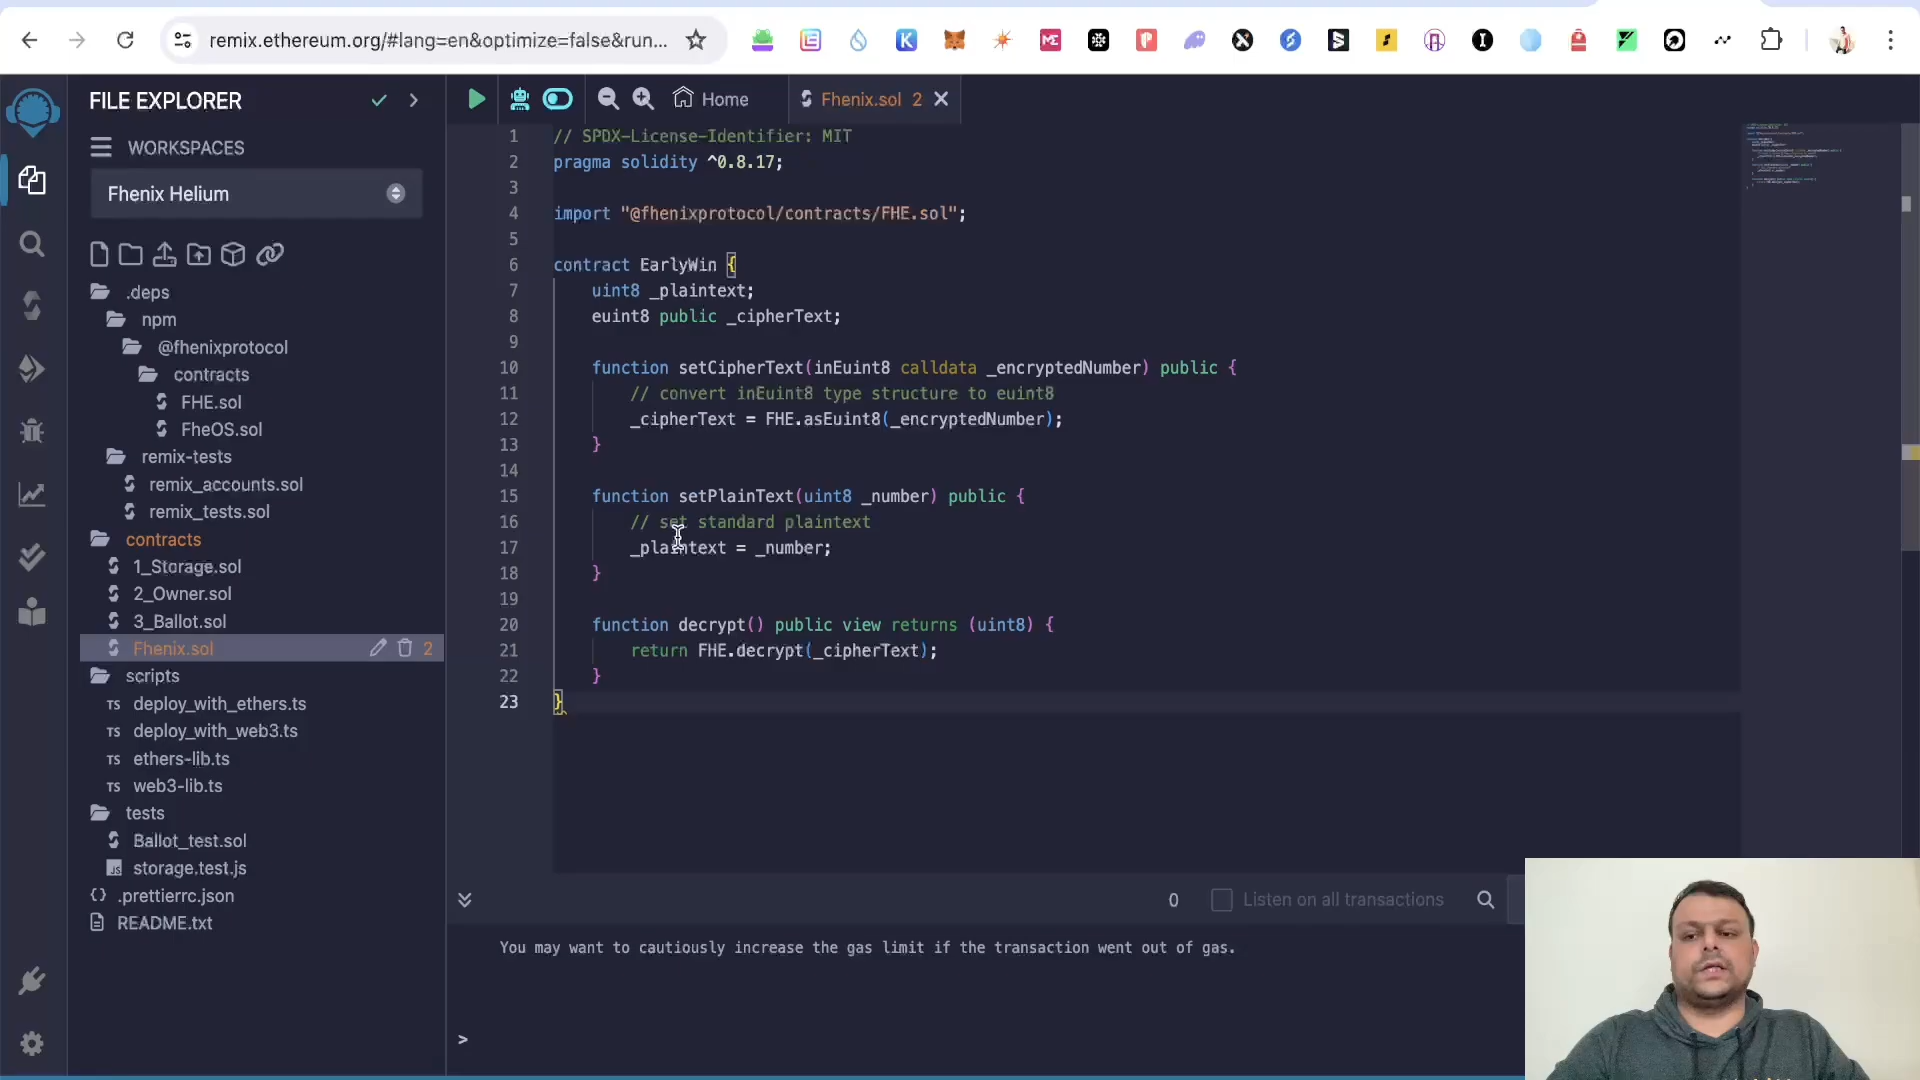 remix.ethereum.org/#lang=en&optimize=false&run...
FILE EXPLORER
WORKSPACES
Fhenix Helium
.deps
npm
@fhenixprotocol
contracts
FHE.sol
FheOS.sol
remix-tests
remix_accounts.sol
remix_tests.sol
contracts
1_Storage.sol
2_Owner.sol
3_Ballot.sol
Fhenix.sol 2
scripts
TS deploy_with_ethers.ts
TS deploy_with_web3.ts
TS ethers-lib.ts
TS web3-lib.ts
tests
Ballot_test.sol
JS storage.test.js
{} .prettierrc.json
README.txt
Home
Fhenix.sol 2
1 // SPDX-License-Identifier: MIT
2 pragma solidity ^0.8.17;
3
4 import "@fhenixprotocol/contracts/FHE.sol";
5
6 contract EarlyWin {
7 uint8 _plaintext;
8 euint8 public _cipherText;
9
10 function setCipherText(inEuint8 calldata _encryptedNumber) public {
11 // convert inEuint8 type structure to euint8
12 _cipherText = FHE.asEuint8(_encryptedNumber);
13 }
14
15 function setPlainText(uint8 _number) public {
16 // set standard plaintext
17 _plaintext = _number;
18 }
19
20 function decrypt() public view returns (uint8) {
21 return FHE.decrypt(_cipherText);
22 }
23 }
0
Listen on all transactions
You may want to cautiously increase the gas limit if the transaction went out of gas.
>